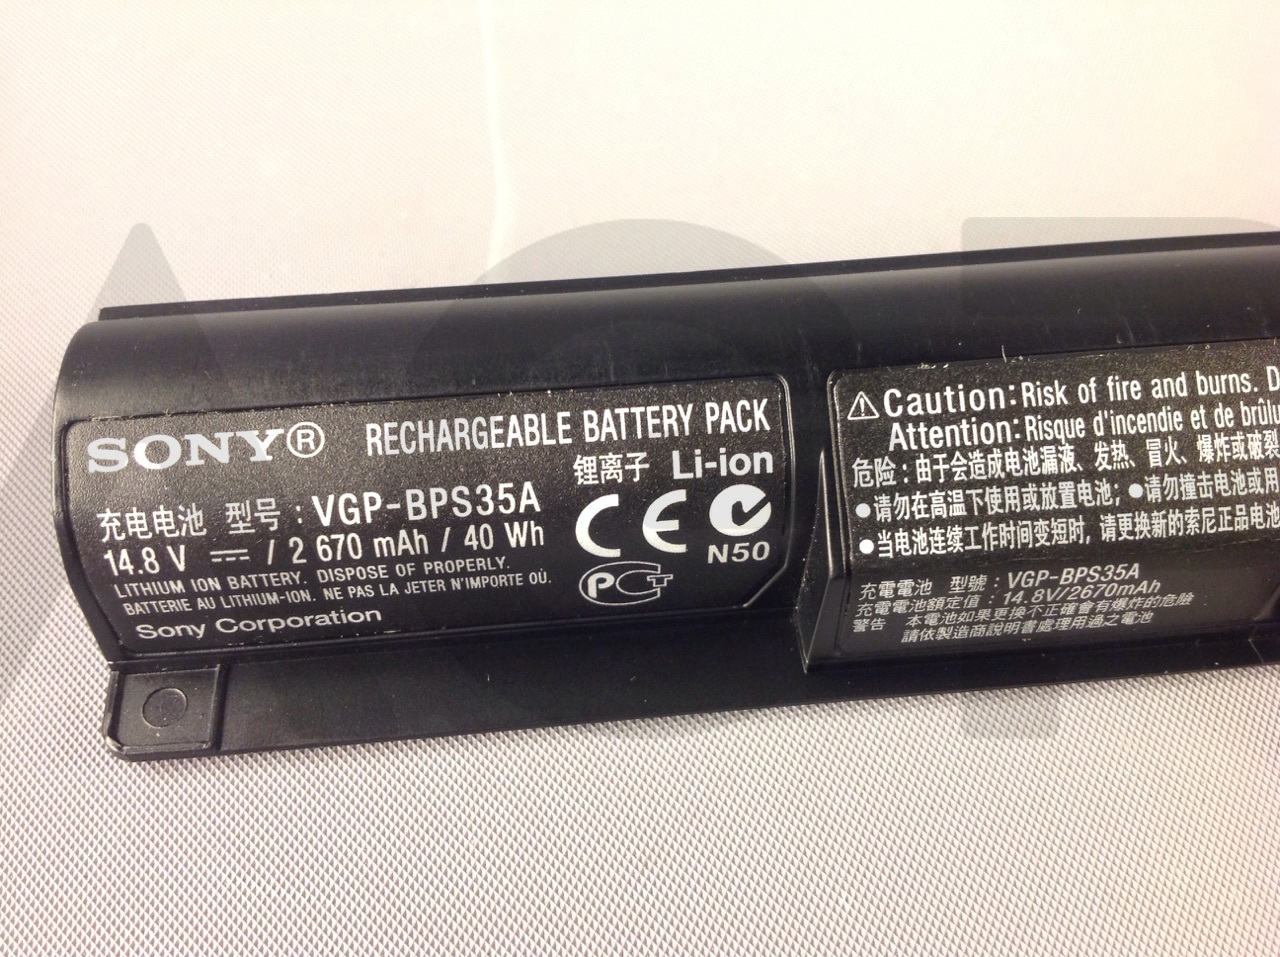 SONY®
RECHARGEABLE BATTERY PACK
锂离子 Li-ion
充电电池 型号：VGP-BPS35A
14.8 V ⎓ / 2 670 mAh / 40 Wh
LITHIUM ION BATTERY. DISPOSE OF PROPERLY.
BATTERIE AU LITHIUM-ION. NE PAS LA JETER N'IMPORTE OÙ.
Sony Corporation
CE
N50
PCT
⚠Caution: Risk of fire and burns. D
Attention: Risque d'incendie et de brûlu
危险：由于会造成电池漏液、发热、冒火、爆炸或破裂
●请勿在高温下使用或放置电池；●请勿撞击电池或用
●当电池连续工作时间变短时，请更换新的索尼正品电池
充電電池 型號：VGP-BPS35A
充電電池額定值：14.8V/2670mAh
警告 本電池如果更換不正確會有爆炸的危險
請依製造商說明書處理用過之電池